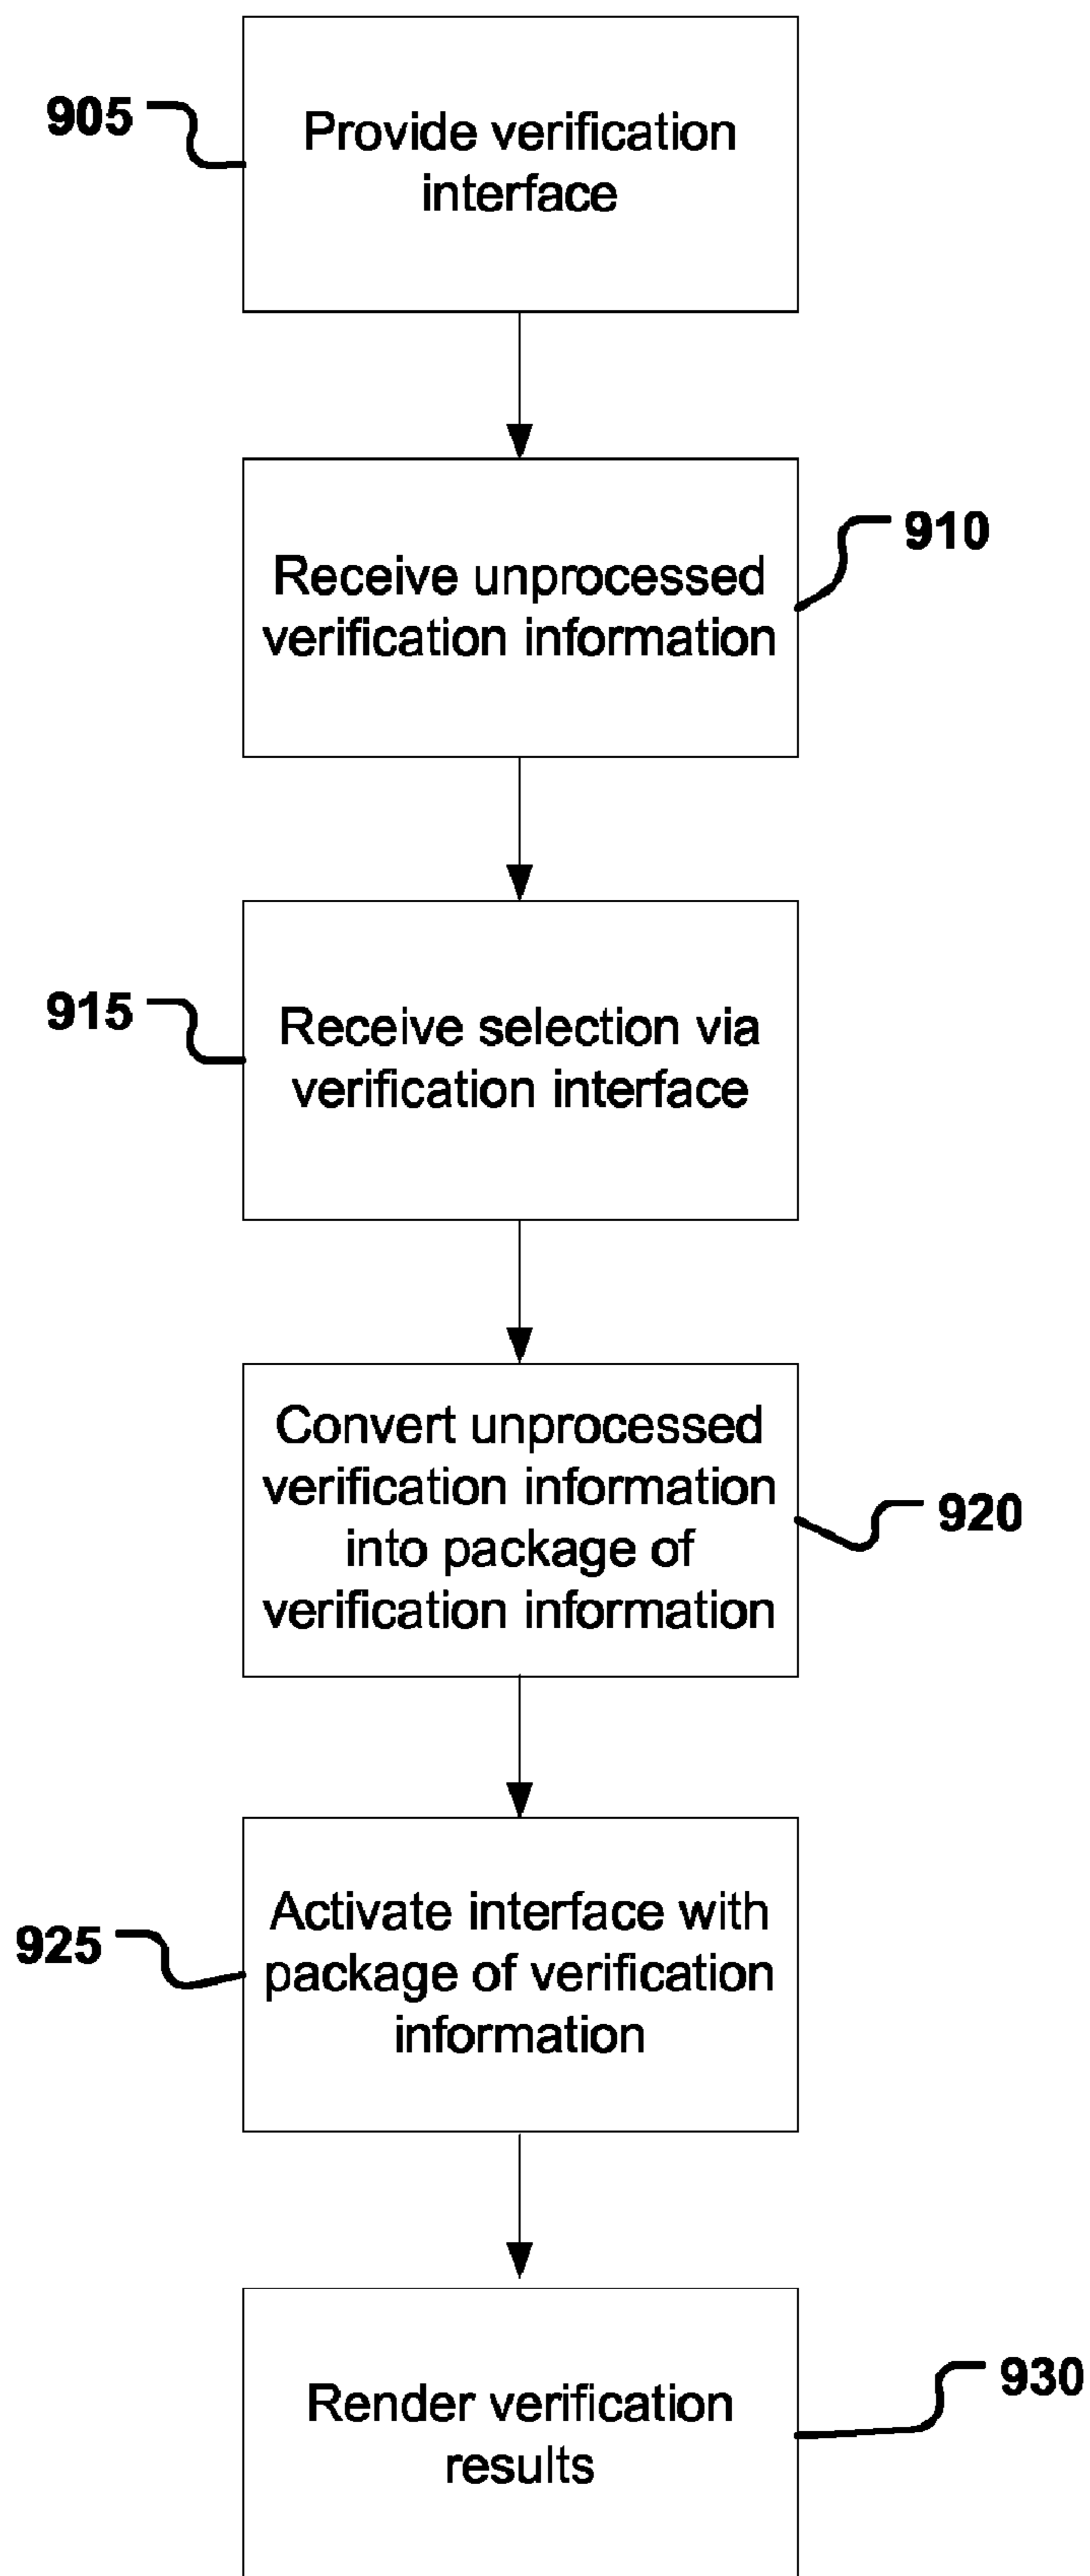 905
Provide verification
interface
910
Receive unprocessed
verification information
915
Receive selection via
verification interface
Convert unprocessed
verification information
into package of
verification information
920
925
Activate interface with
package of verification
information
930
Render verification
results